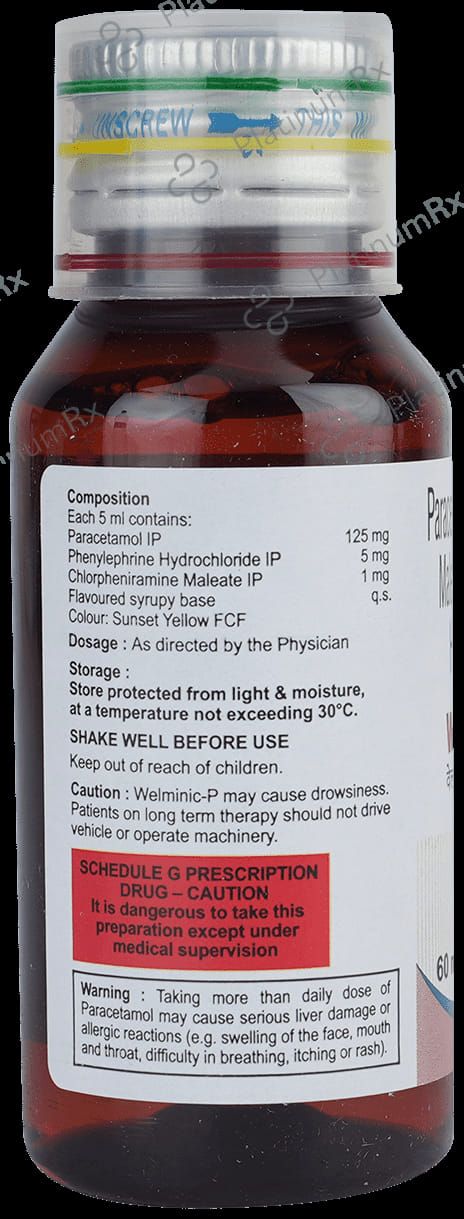 UNSCREW THIS
PlatinumRx
Composition
Each 5 ml contains:
Paracetamol IP 125 mg
Phenylephrine Hydrochloride IP 5 mg
Chlorpheniramine Maleate IP 1 mg
Flavoured syrupy base q.s.
Colour: Sunset Yellow FCF
Dosage : As directed by the Physician
Storage :
Store protected from light & moisture,
at a temperature not exceeding 30°C.
SHAKE WELL BEFORE USE
Keep out of reach of children.
Caution : Welminic-P may cause drowsiness.
Patients on long term therapy should not drive
vehicle or operate machinery.
SCHEDULE G PRESCRIPTION
DRUG – CAUTION
It is dangerous to take this
preparation except under
medical supervision
Warning : Taking more than daily dose of
Paracetamol may cause serious liver damage or
allergic reactions (e.g. swelling of the face, mouth
and throat, difficulty in breathing, itching or rash).
60